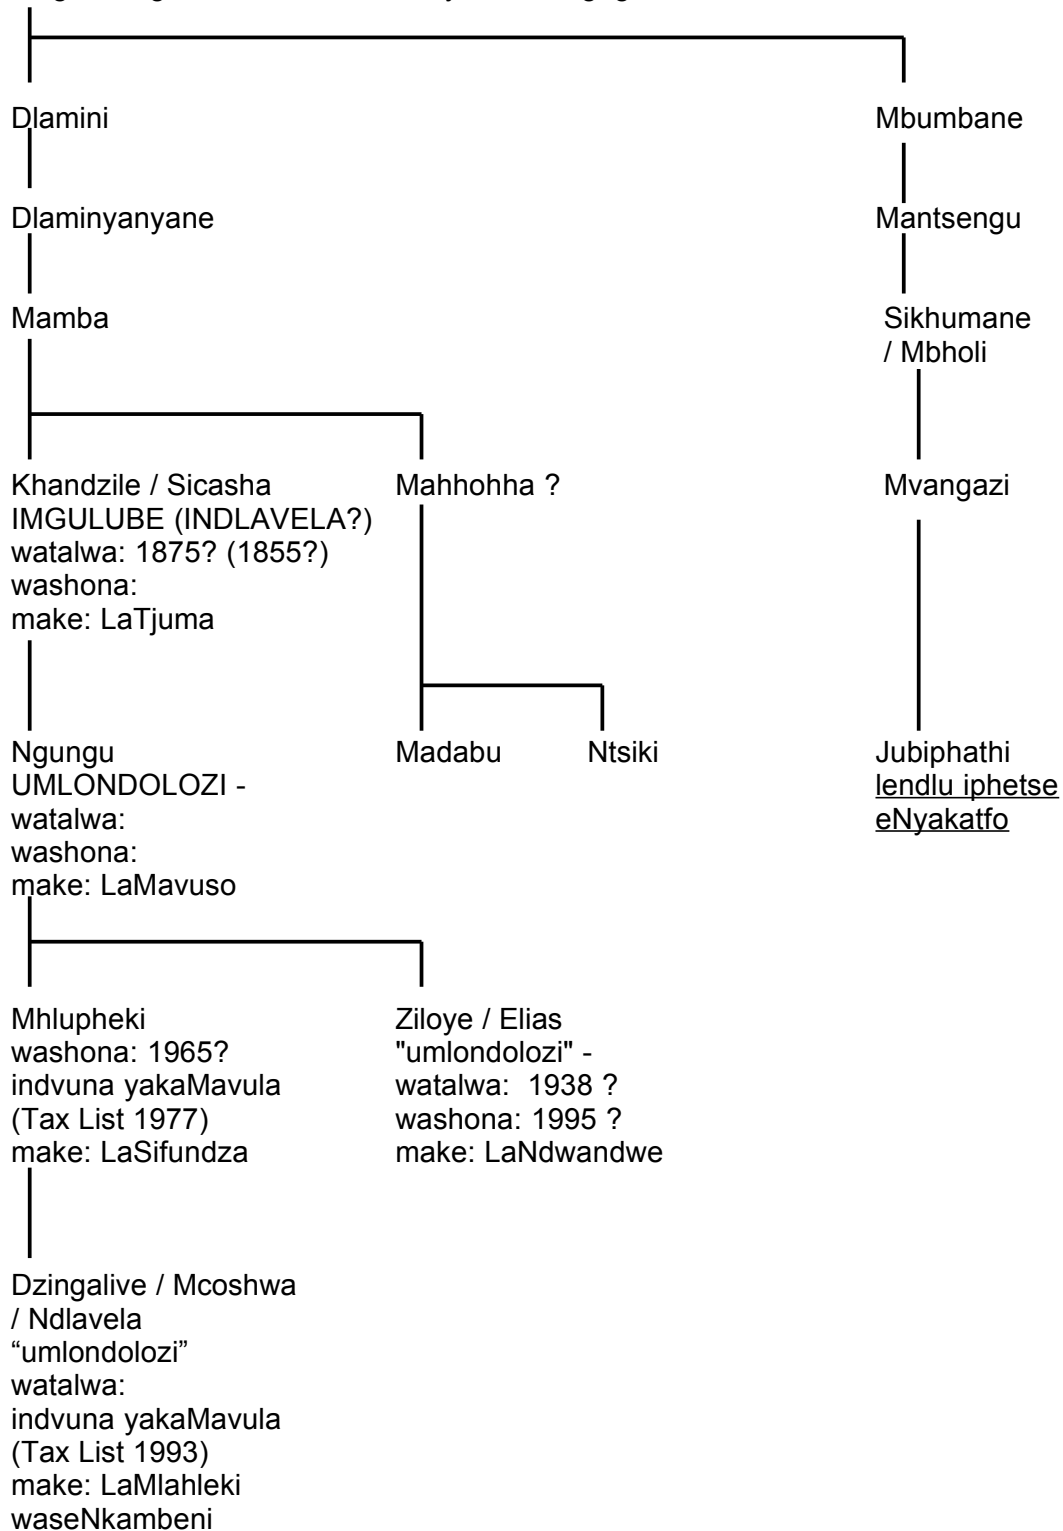 Dlamini
Mbumbane
Dlaminyanyane
Mantsengu
Mamba
Sikhumane
/ Mbholi
Khandzile / Sicasha
IMGULUBE (INDLAVELA?)
watalwa: 1875? (1855?)
washona:
make: LaTjuma
Mahhohha ?
Mvangazi
Ngungu
UMLONDOLOZI -
watalwa:
washona:
make: LaMavuso
Madabu
Ntsiki
Jubiphathi
lendlu iphetse
eNyakatfo
Mhlupheki
washona: 1965?
indvuna yakaMavula
(Tax List 1977)
make: LaSifundza
Ziloye / Elias
"umlondolozi" -
watalwa:  1938 ?
washona: 1995 ?
make: LaNdwandwe
Dzingalive / Mcoshwa
/ Ndlavela
“umlondolozi”
watalwa:
indvuna yakaMavula
(Tax List 1993)
make: LaMlahleki
waseNkambeni